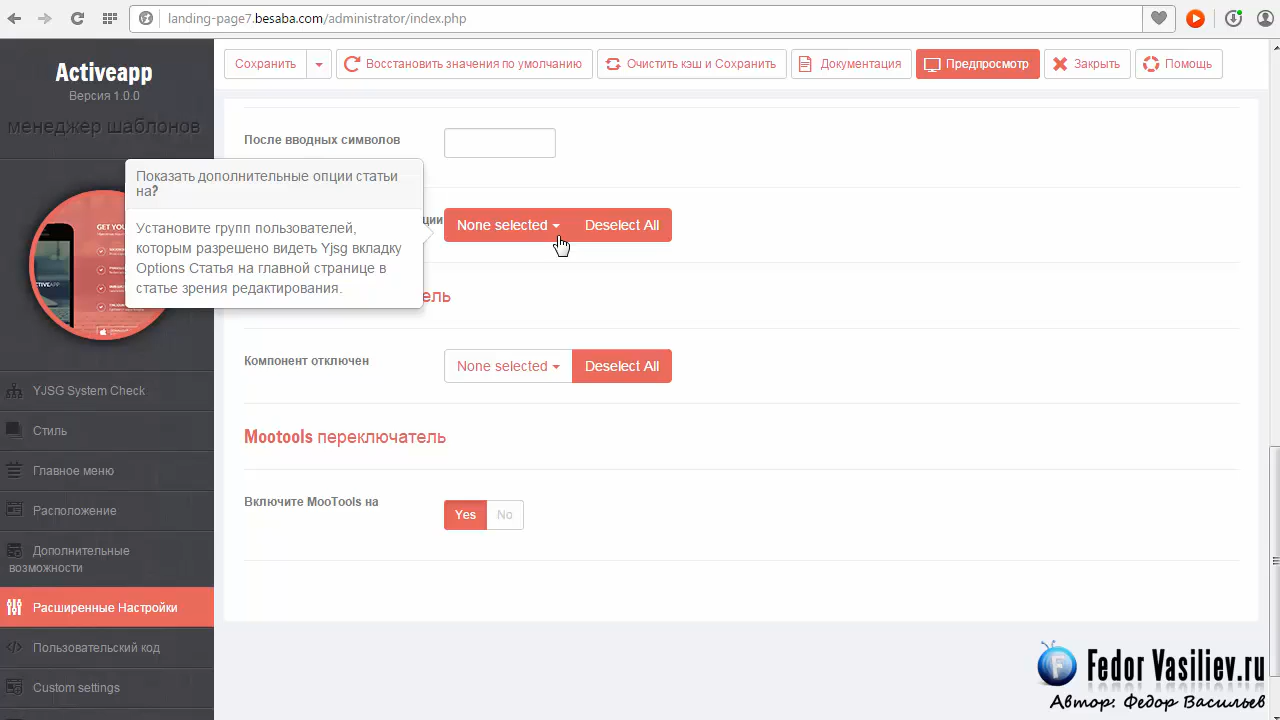 landing-page7.besaba.com/administrator/index.php
Activeapp
Версия 1.0.0
менеджер шаблонов
Сохранить
Восстановить значения по умолчанию
Очистить кэш и Сохранить
Документация
Предпросмотр
Закрыть
Помощь
После вводных символов
Показать дополнительные опции статьи
на?
Установите групп пользователей,
которым разрешено видеть Yjsg вкладку
Options Статья на главной странице в
статье зрения редактирования.
ции
None selected
Deselect All
GET YOU
ACTIVEAPP
ель
Компонент отключен
None selected
Deselect All
Mootools переключатель
Включите MooTools на
Yes
No
YJSG System Check
Стиль
Главное меню
Расположение
Дополнительные
возможности
Расширенные Настройки
Пользовательский код
Custom settings
Fedor Vasiliev.ru
Автор: Федор Васильев